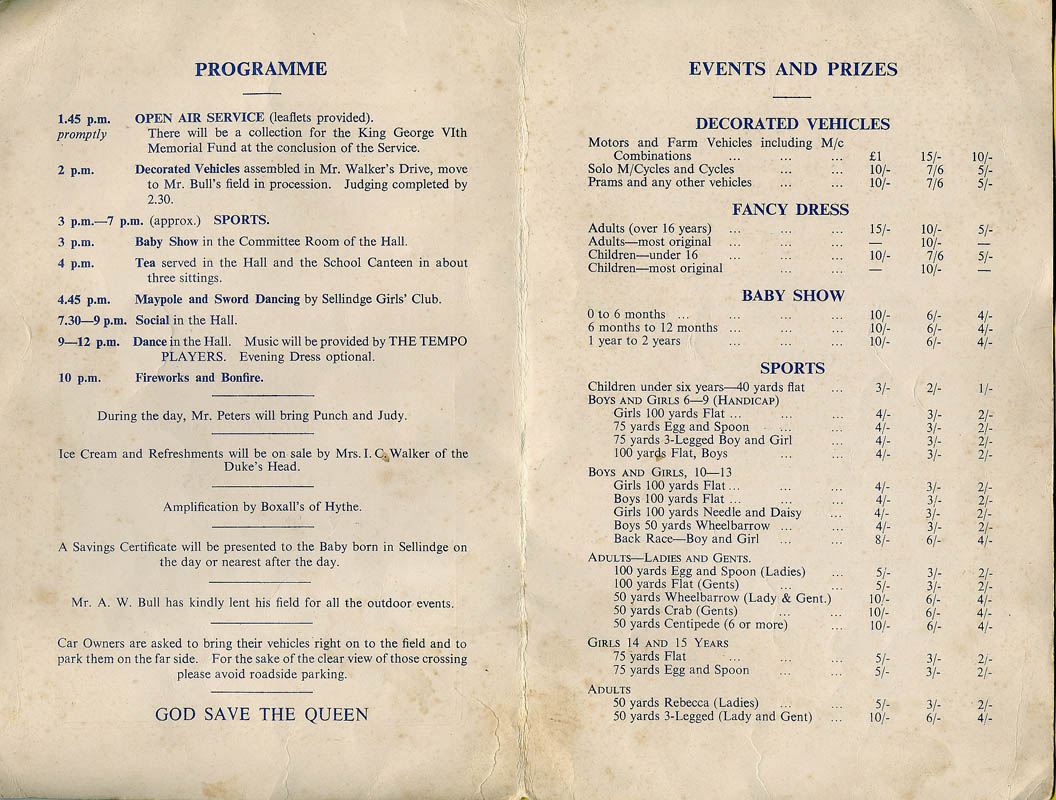 PROGRAMME
1.45 p.m. OPEN AIR SERVICE (leaflets provided).
promptly There will be a collection for the King George VIth
Memorial Fund at the conclusion of the Service.
2 p.m. Decorated Vehicles assembled in Mr. Walker's Drive, move
to Mr. Bull's field in procession. Judging completed by
2.30.
3 p.m.—7 p.m. (approx.) SPORTS.
3 p.m. Baby Show in the Committee Room of the Hall.
4 p.m. Tea served in the Hall and the School Canteen in about
three sittings.
4.45 p.m. Maypole and Sword Dancing by Sellindge Girls' Club.
7.30—9 p.m. Social in the Hall.
9—12 p.m. Dance in the Hall. Music will be provided by THE TEMPO
PLAYERS. Evening Dress optional.
10 p.m. Fireworks and Bonfire.
During the day, Mr. Peters will bring Punch and Judy.
Ice Cream and Refreshments will be on sale by Mrs. I. C. Walker of the
Duke's Head.
Amplification by Boxall's of Hythe.
A Savings Certificate will be presented to the Baby born in Sellindge on
the day or nearest after the day.
Mr. A. W. Bull has kindly lent his field for all the outdoor events.
Car Owners are asked to bring their vehicles right on to the field and to
park them on the far side. For the sake of the clear view of those crossing
please avoid roadside parking.
GOD SAVE THE QUEEN
EVENTS AND PRIZES
DECORATED VEHICLES
Motors and Farm Vehicles including M/c
Combinations ... ... ... £1 15/- 10/-
Solo M/Cycles and Cycles ... ... 10/- 7/6 5/-
Prams and any other vehicles ... ... 10/- 7/6 5/-
FANCY DRESS
Adults (over 16 years) ... ... ... 15/- 10/- 5/-
Adults—most original ... ... ... — 10/- —
Children—under 16 ... ... ... 10/- 7/6 5/-
Children—most original ... ... — 10/- —
BABY SHOW
0 to 6 months ... ... ... ... 10/- 6/- 4/-
6 months to 12 months ... ... ... 10/- 6/- 4/-
1 year to 2 years ... ... ... 10/- 6/- 4/-
SPORTS
Children under six years—40 yards flat ... 3/- 2/- 1/-
BOYS AND GIRLS 6—9 (HANDICAP)
Girls 100 yards Flat ... ... ... 4/- 3/- 2/-
75 yards Egg and Spoon ... ... 4/- 3/- 2/-
75 yards 3-Legged Boy and Girl ... 4/- 3/- 2/-
100 yards Flat, Boys ... ... 4/- 3/- 2/-
BOYS AND GIRLS, 10—13
Girls 100 yards Flat ... ... ... 4/- 3/- 2/-
Boys 100 yards Flat ... ... ... 4/- 3/- 2/-
Girls 100 yards Needle and Daisy ... 4/- 3/- 2/-
Boys 50 yards Wheelbarrow ... ... 4/- 3/- 2/-
Back Race—Boy and Girl ... ... 8/- 6/- 4/-
ADULTS—LADIES AND GENTS.
100 yards Egg and Spoon (Ladies) ... 5/- 3/- 2/-
100 yards Flat (Gents) ... ... 5/- 3/- 2/-
50 yards Wheelbarrow (Lady & Gent.) 10/- 6/- 4/-
50 yards Crab (Gents) ... ... 10/- 6/- 4/-
50 yards Centipede (6 or more) ... 10/- 6/- 4/-
GIRLS 14 AND 15 YEARS
75 yards Flat ... ... ... 5/- 3/- 2/-
75 yards Egg and Spoon ... ... 5/- 3/- 2/-
ADULTS
50 yards Rebecca (Ladies) ... ... 5/- 3/- 2/-
50 yards 3-Legged (Lady and Gent) ... 10/- 6/- 4/-